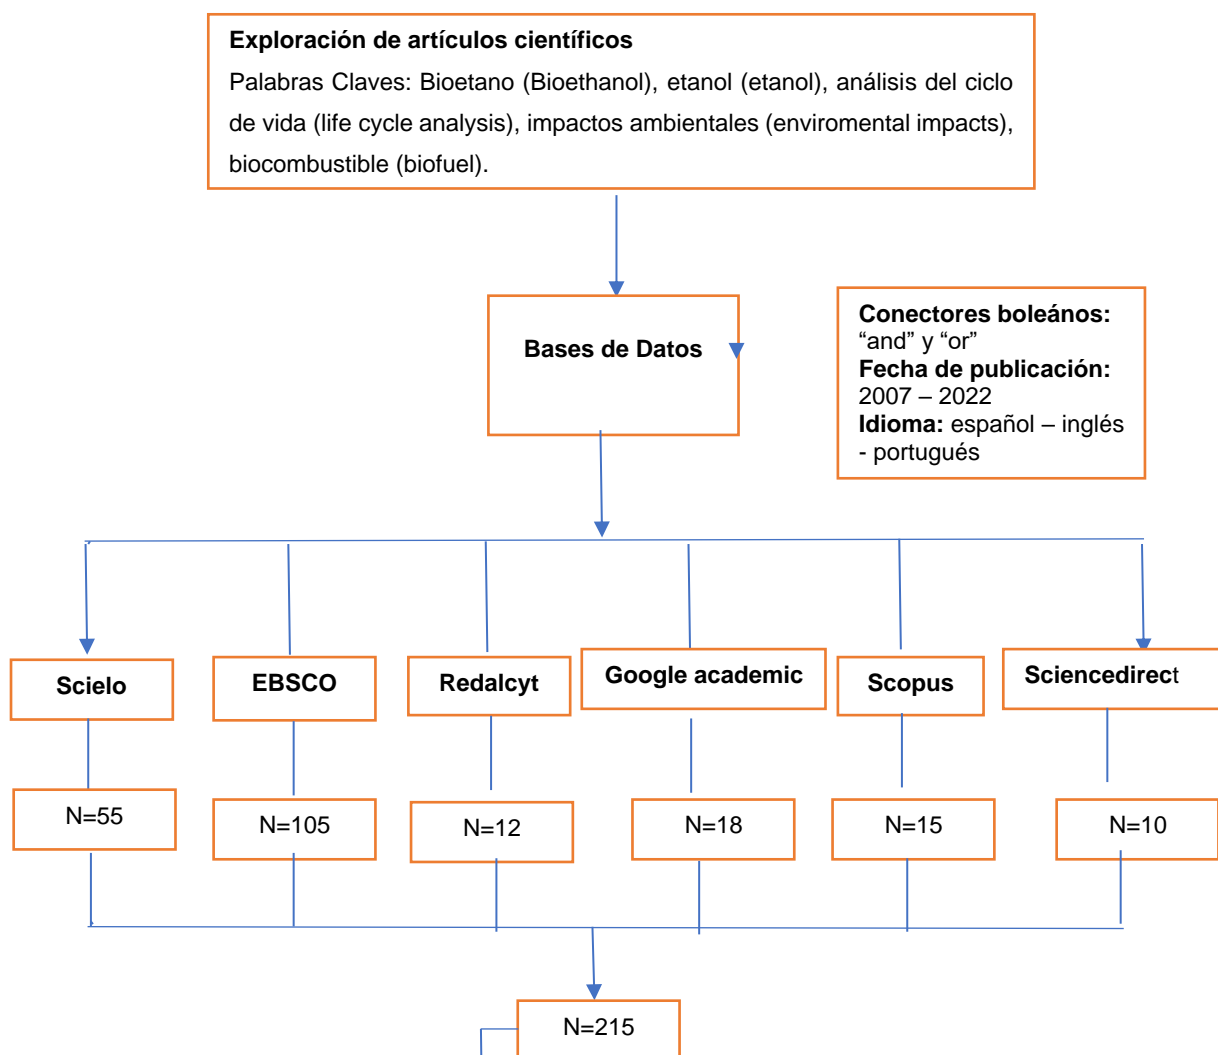 Exploración de artículos científicos
Palabras Claves: Bioetano (Bioethanol), etanol (etanol), análisis del ciclo
de vida (life cycle analysis), impactos ambientales (enviromental impacts),
biocombustible (biofuel).
Bases de Datos
Conectores boleános:
“and” y “or”
Fecha de publicación:
2007 – 2022
Idioma: español – inglés
- portugués
Scielo
EBSCO
Redalcyt
Google academic
Scopus
Sciencedirect
N=55
N=105
N=12
N=18
N=15
N=10
N=215